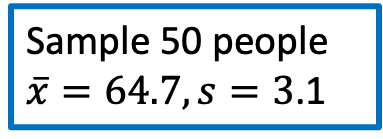 Sample 50 people
x̄ = 64.7, s = 3.1